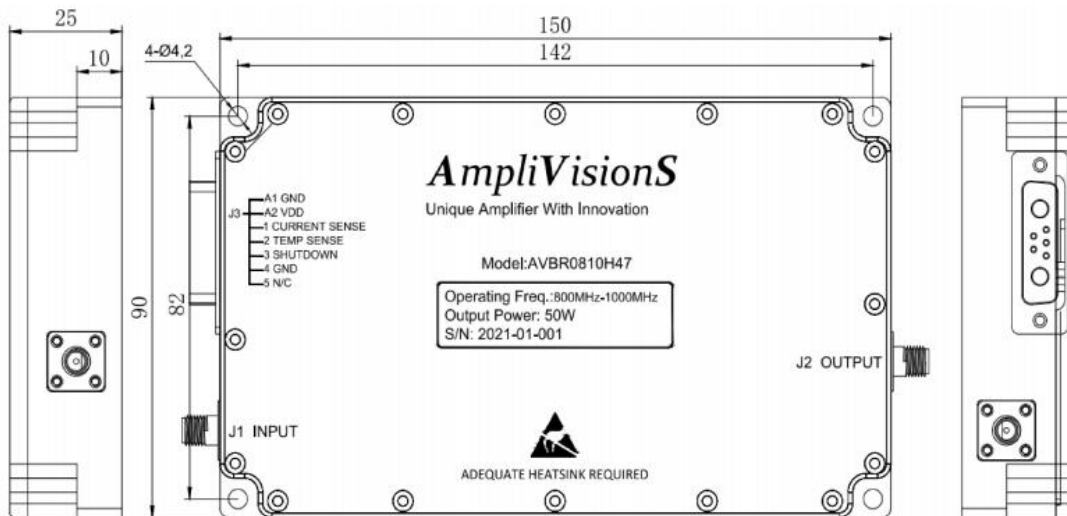 25
10
150
142
4-Ø4,2
90
82
AmpliVisionS
Unique Amplifier With Innovation
J3
A1 GND
A2 VDD
1 CURRENT SENSE
2 TEMP SENSE
3 SHUTDOWN
4 GND
5 N/C
Model:AVBR0810H47
Operating Freq.:800MHz-1000MHz
Output Power: 50W
S/N: 2021-01-001
J2 OUTPUT
J1 INPUT
ADEQUATE HEATSINK REQUIRED